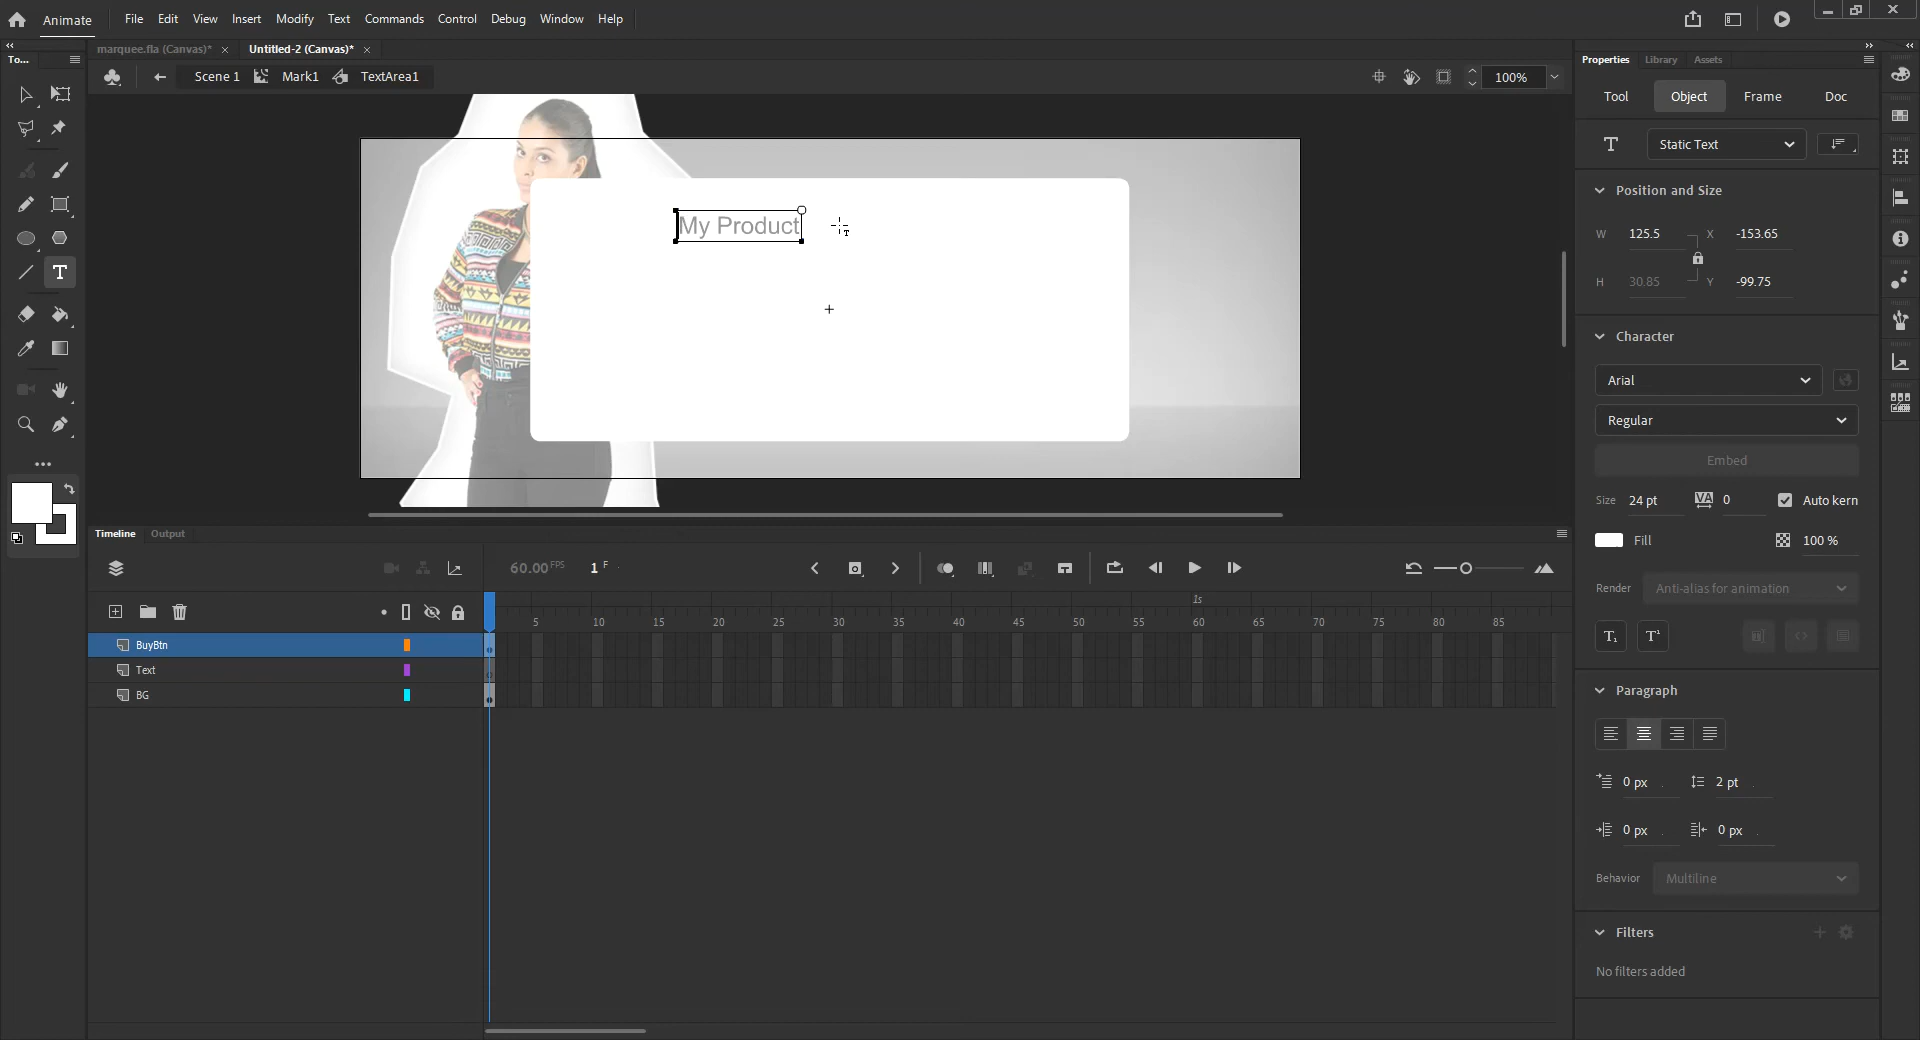 Animate File Edit View Insert Modify Text Commands Control Debug Window Help
marquee.fla (Canvas)* × Untitled-2 (Canvas)* ×
Scene 1 Mark1 TextArea1 100%
To...
My Product
Timeline Output
60.00 FPS 1 F
1s
5 10 15 20 25 30 35 40 45 50 55 60 65 70 75 80 85
BuyBtn
Text
BG
Properties Library Assets
Tool Object Frame Doc
T Static Text
Position and Size
W 125.5 X -153.65
H 30.85 Y -99.75
Character
Arial
Regular
Embed
Size 24 pt VA 0 Auto kern
Fill 100 %
Render Anti-alias for animation
T₁ T¹
Paragraph
0 px 2 pt
0 px 0 px
Behavior Multiline
Filters
No filters added